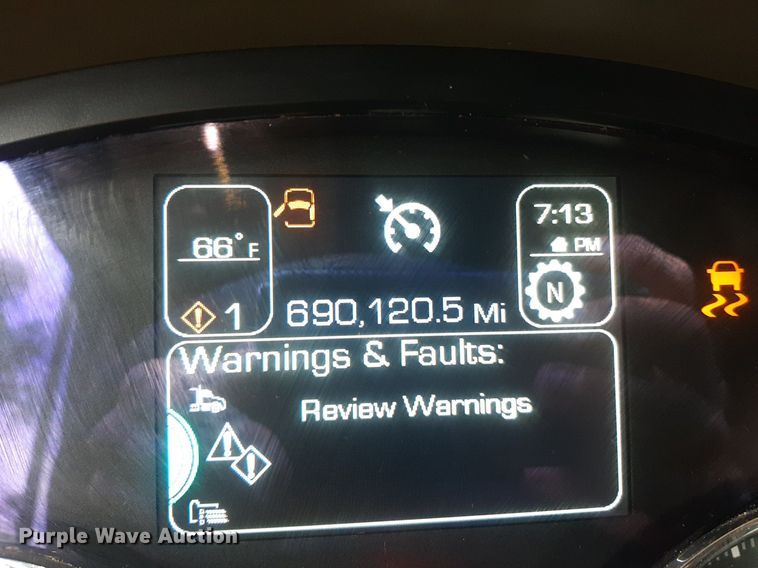 66° F
7:13
PM
N
! 1
690,120.5 Mi
Warnings & Faults:
Review Warnings
! !
Purple Wave Auction